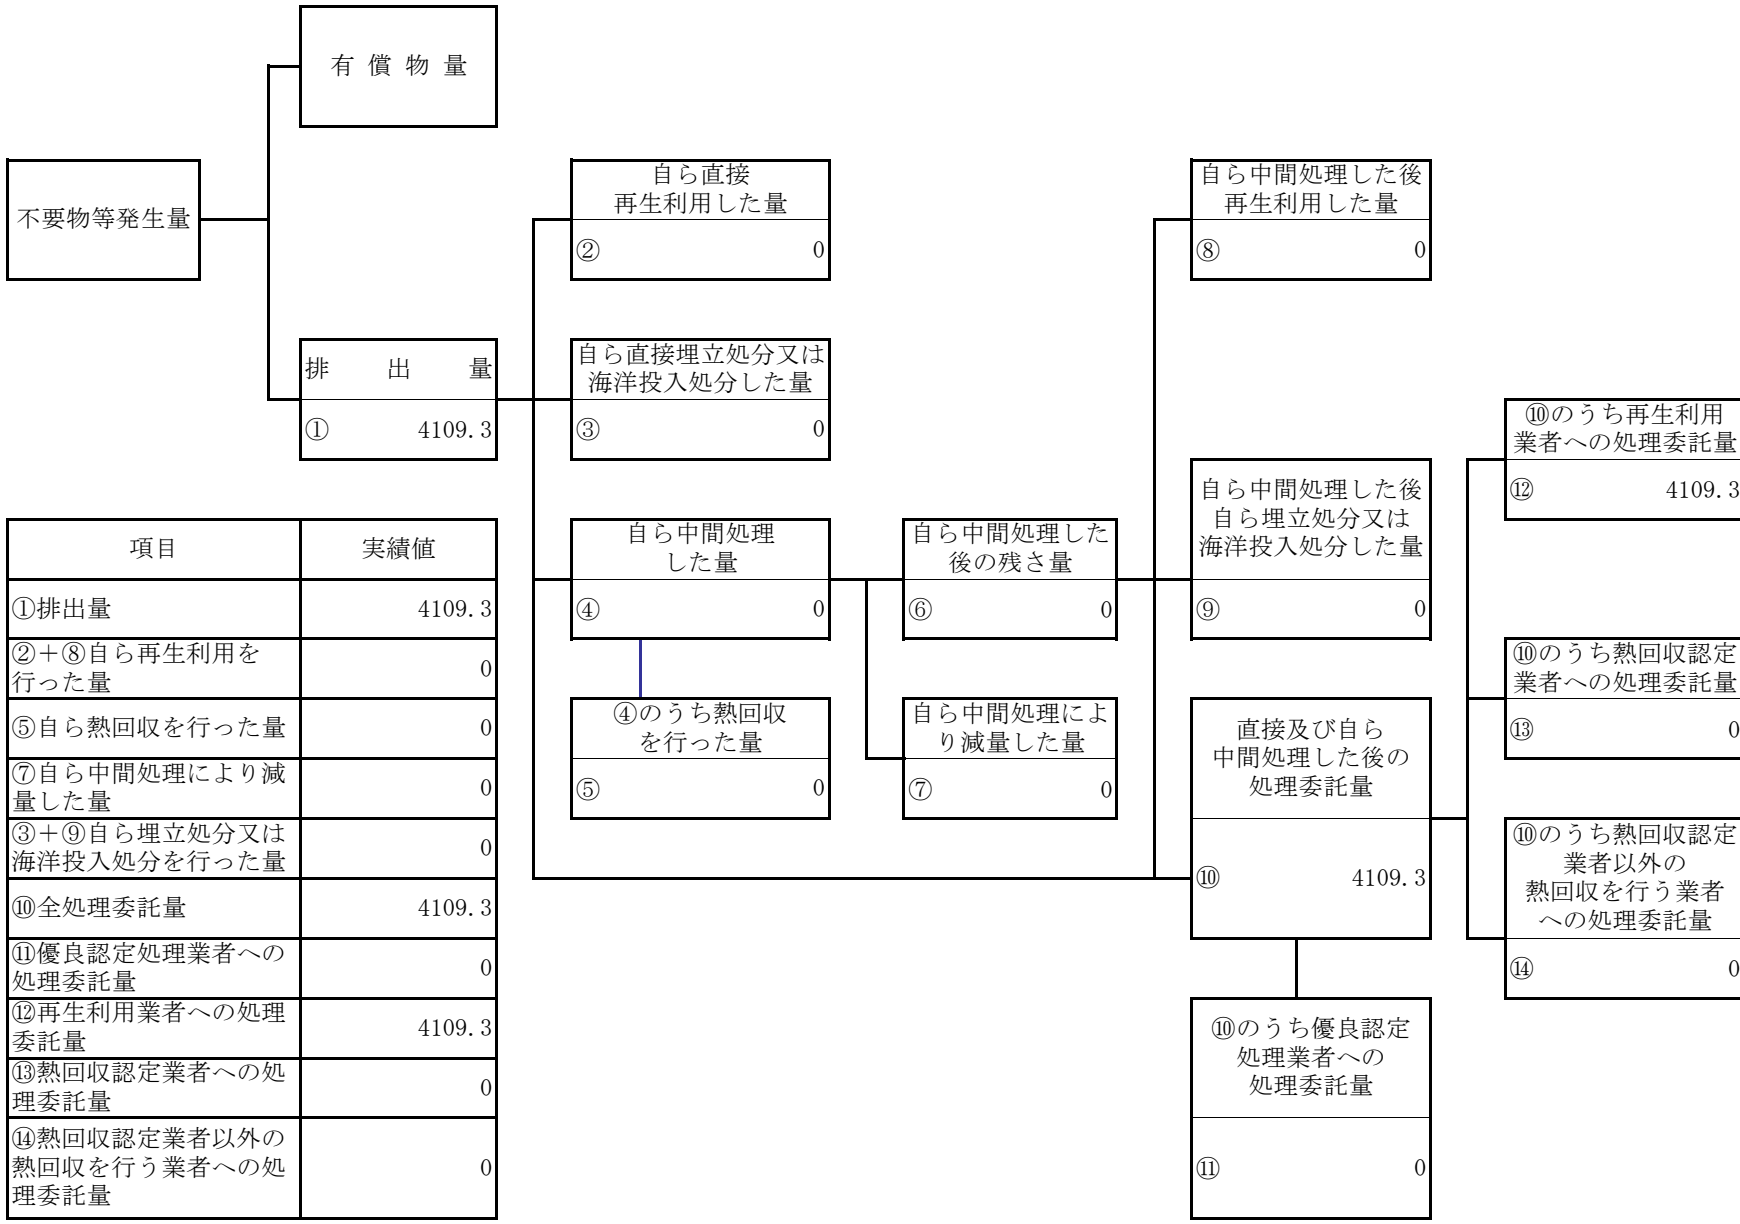 有償物量
不要物等発生量
排出量
① 4109.3
自ら直接
再生利用した量
② 0
自ら直接埋立処分又は
海洋投入処分した量
③ 0
自ら中間処理
した量
④ 0
④のうち熱回収
を行った量
⑤ 0
自ら中間処理した
後の残さ量
⑥ 0
自ら中間処理によ
り減量した量
⑦ 0
自ら中間処理した後
再生利用した量
⑧ 0
自ら中間処理した後
自ら埋立処分又は
海洋投入処分した量
⑨ 0
直接及び自ら
中間処理した後の
処理委託量
⑩ 4109.3
⑩のうち優良認定
処理業者への
処理委託量
⑪ 0
⑩のうち再生利用
業者への処理委託量
⑫ 4109.3
⑩のうち熱回収認定
業者への処理委託量
⑬ 0
⑩のうち熱回収認定
業者以外の
熱回収を行う業者
への処理委託量
⑭ 0
項目 実績値
①排出量 4109.3
②＋⑧自ら再生利用を
行った量 0
⑤自ら熱回収を行った量 0
⑦自ら中間処理により減
量した量 0
③＋⑨自ら埋立処分又は
海洋投入処分を行った量 0
⑩全処理委託量 4109.3
⑪優良認定処理業者への
処理委託量 0
⑫再生利用業者への処理
委託量 4109.3
⑬熱回収認定業者への処
理委託量 0
⑭熱回収認定業者以外の
熱回収を行う業者への処
理委託量 0